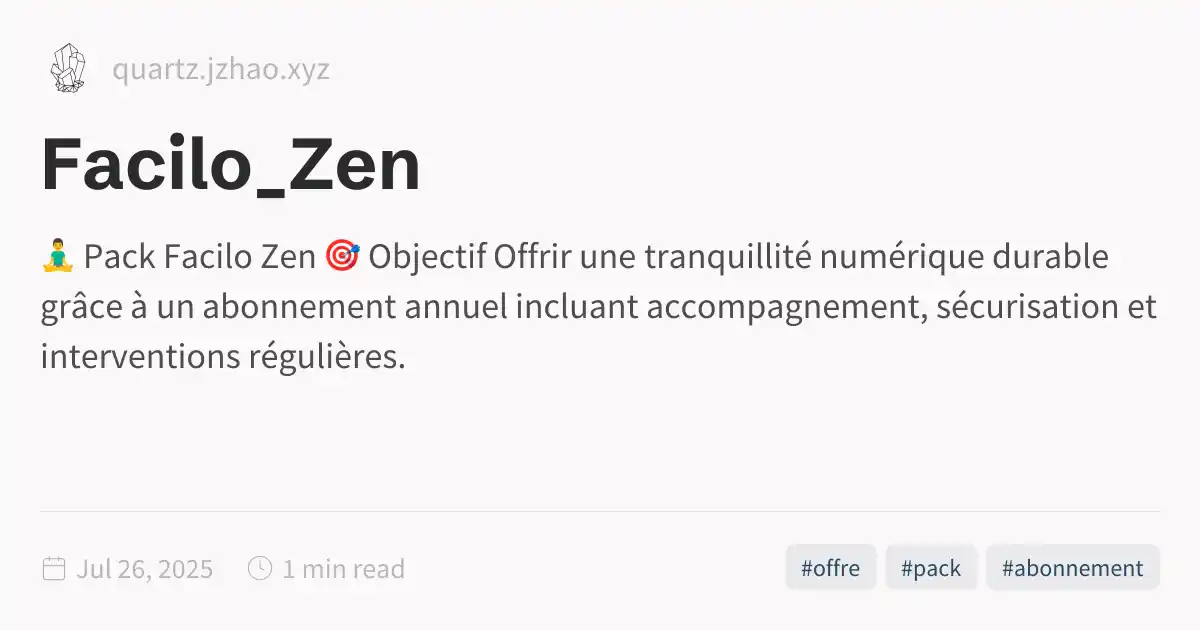 quartz.jzhao.xyz
Facilo_Zen
🧘‍♂️ Pack Facilo Zen 🎯 Objectif Offrir une tranquillité numérique durable
grâce à un abonnement annuel incluant accompagnement, sécurisation et
interventions régulières.
Jul 26, 2025 1 min read #offre #pack #abonnement